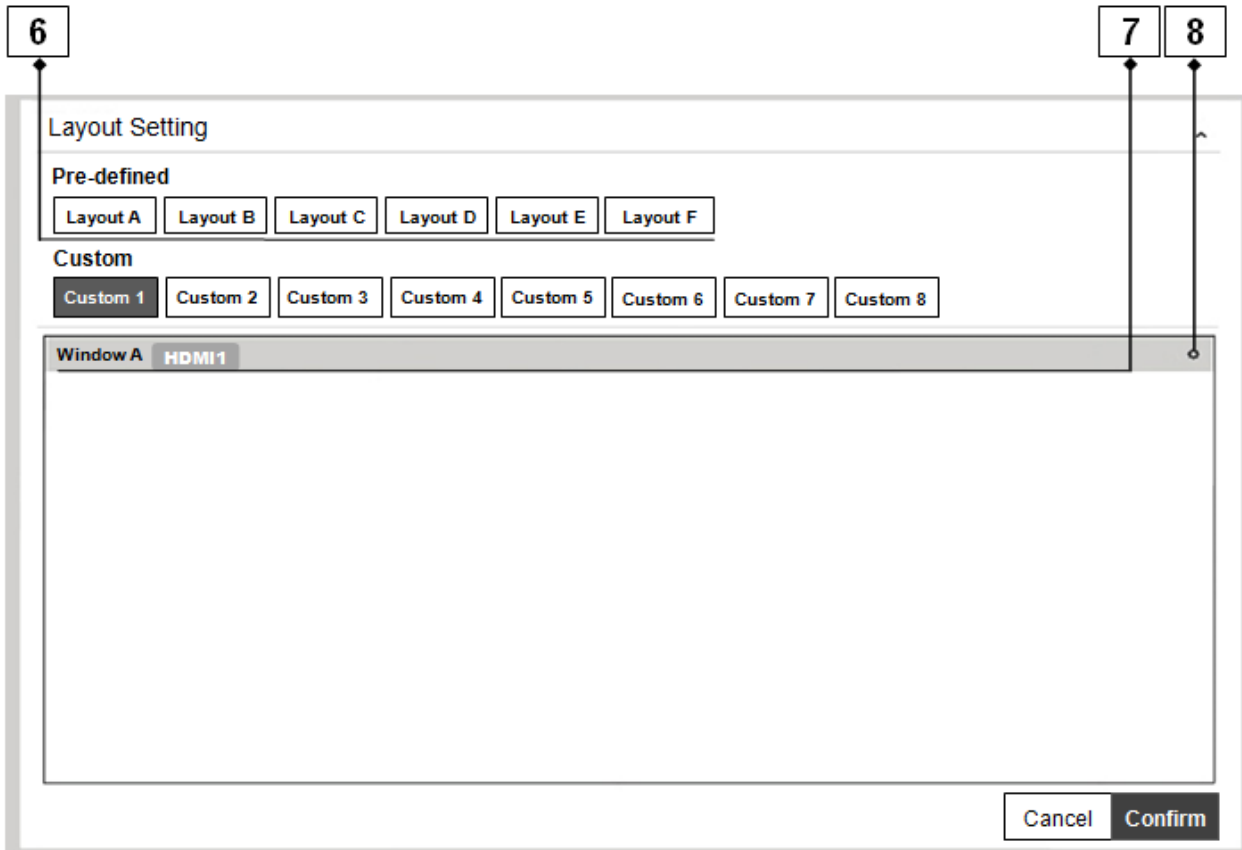 6 7 8
Layout Setting
Pre-defined
Layout A Layout B Layout C Layout D Layout E Layout F
Custom
Custom 1 Custom 2 Custom 3 Custom 4 Custom 5 Custom 6 Custom 7 Custom 8
Window A HDMI1
Cancel Confirm